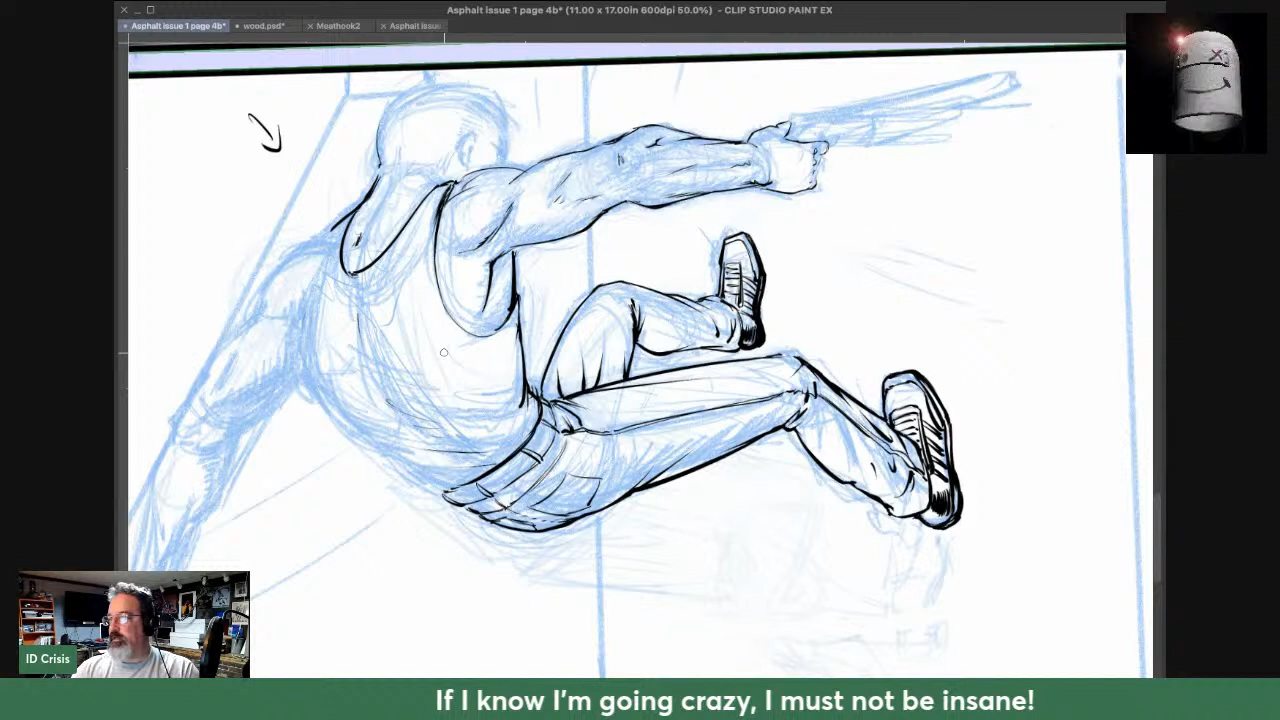 Asphalt issue 1 page 4b* (11.00 x 17.00in 600dpi 50.0%) - CLIP STUDIO PAINT EX
Asphalt issue 1 page 4b* wood.psd* Meathook2 Asphalt issue
ID Crisis
If I know I'm going crazy, I must not be insane!